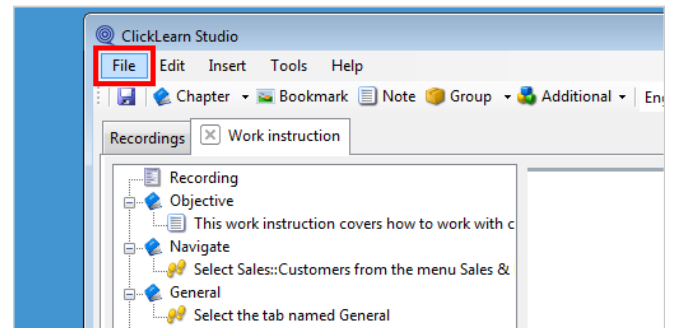 ClickLearn Studio
File Edit Insert Tools Help
Chapter Bookmark Note Group Additional
Recordings Work instruction
Recording
Objective
This work instruction covers how to work with c
Navigate
Select Sales::Customers from the menu Sales &
General
Select the tab named General